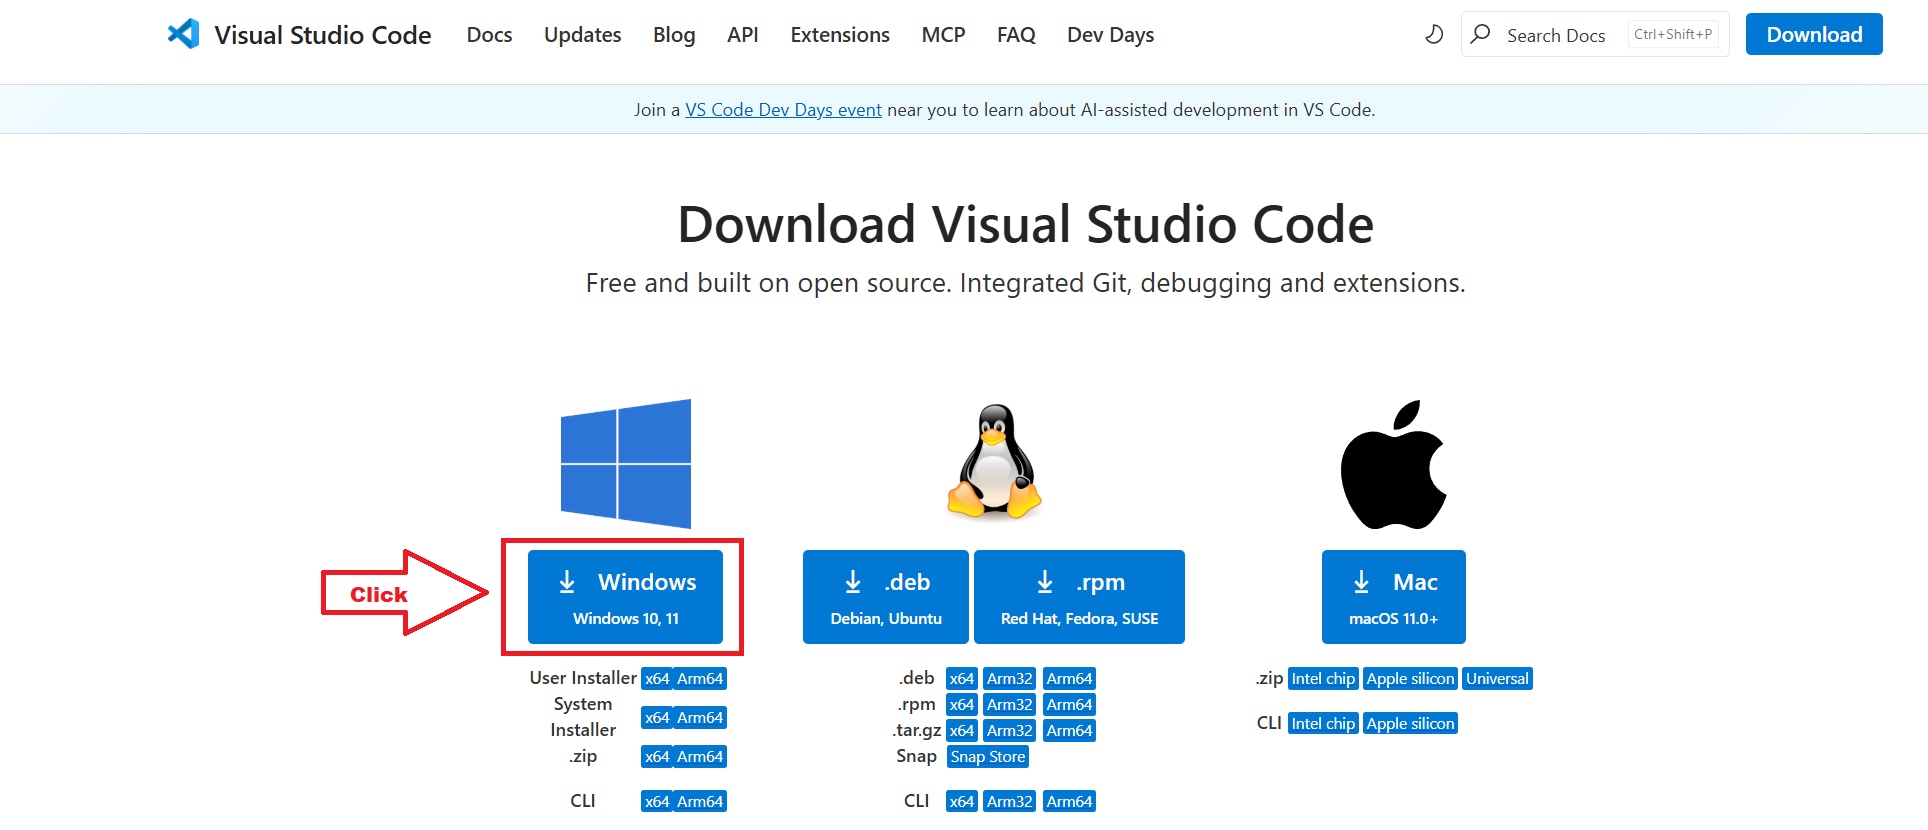 Visual Studio Code Docs Updates Blog API Extensions MCP FAQ Dev Days Search Docs Ctrl+Shift+P Download
Join a VS Code Dev Days event near you to learn about AI-assisted development in VS Code.
Download Visual Studio Code
Free and built on open source. Integrated Git, debugging and extensions.
Click
Windows
Windows 10, 11
User Installer x64 Arm64
System
Installer
x64 Arm64
.zip x64 Arm64
CLI x64 Arm64
.deb
Debian, Ubuntu
.rpm
Red Hat, Fedora, SUSE
.deb x64 Arm32 Arm64
.rpm x64 Arm32 Arm64
.tar.gz x64 Arm32 Arm64
Snap Snap Store
CLI x64 Arm32 Arm64
Mac
macOS 11.0+
.zip Intel chip Apple silicon Universal
CLI Intel chip Apple silicon